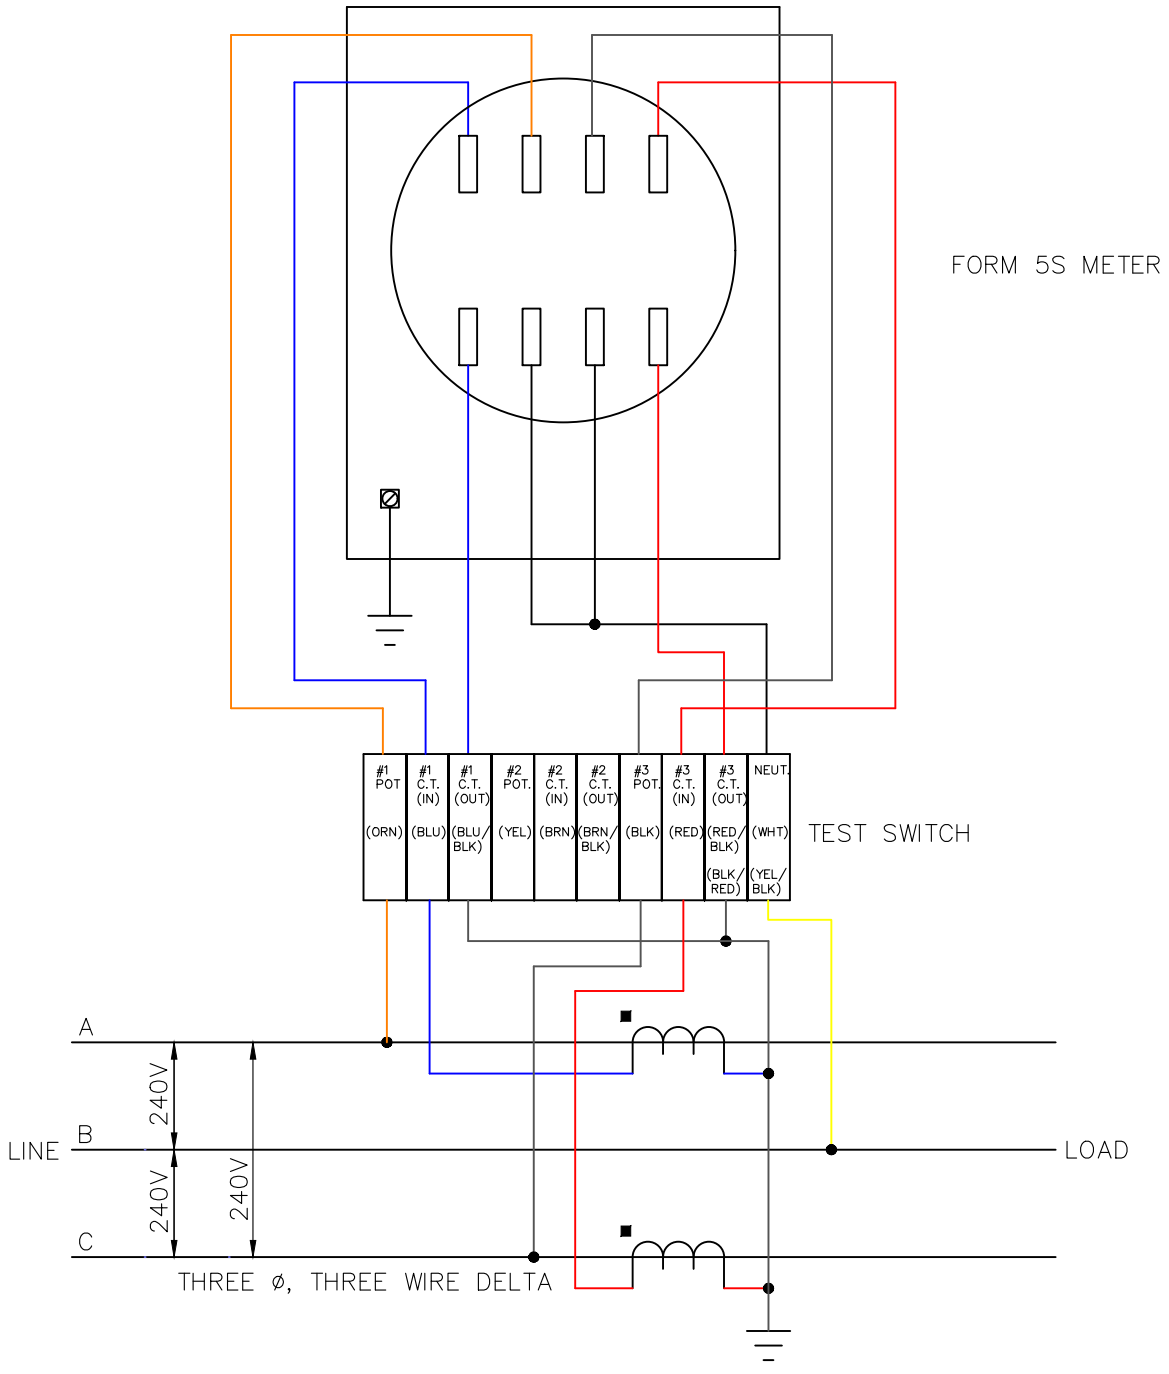 FORM 5S METER
#1
POT
(ORN)
#1
C.T.
(IN)
(BLU)
#1
C.T.
(OUT)
(BLU/
BLK)
#2
POT.
(YEL)
#2
C.T.
(IN)
(BRN)
#2
C.T.
(OUT)
(BRN/
BLK)
#3
POT.
(BLK)
#3
C.T.
(IN)
(RED)
#3
C.T.
(OUT)
(RED/
BLK)
(BLK/
RED)
NEUT.
(WHT)
(YEL/
BLK)
TEST SWITCH
A
240V
B
LINE
LOAD
240V
240V
C
THREE Ø, THREE WIRE DELTA